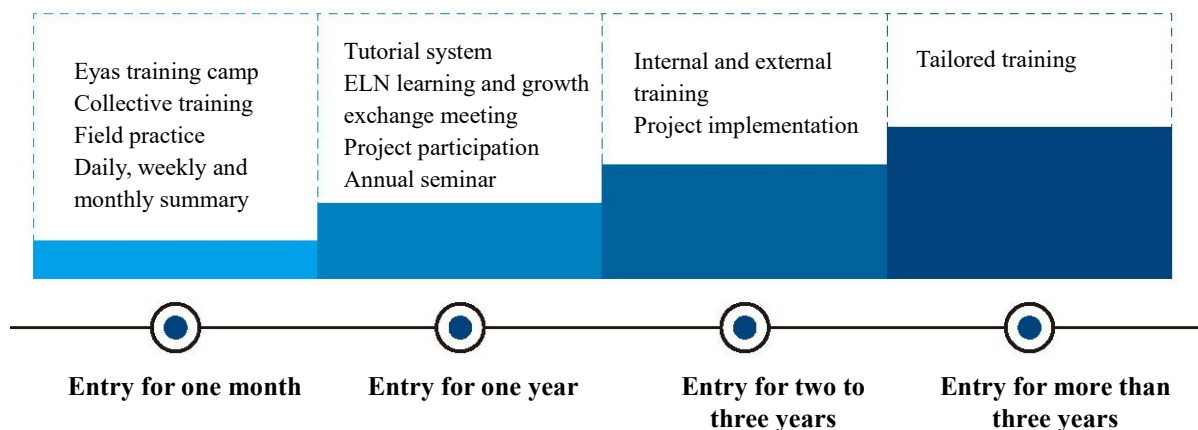 Eyas training camp
Collective training
Field practice
Daily, weekly and
monthly summary
Tutorial system
ELN learning and growth
exchange meeting
Project participation
Annual seminar
Internal and external
training
Project implementation
Tailored training
Entry for one month
Entry for one year
Entry for two to
three years
Entry for more than
three years